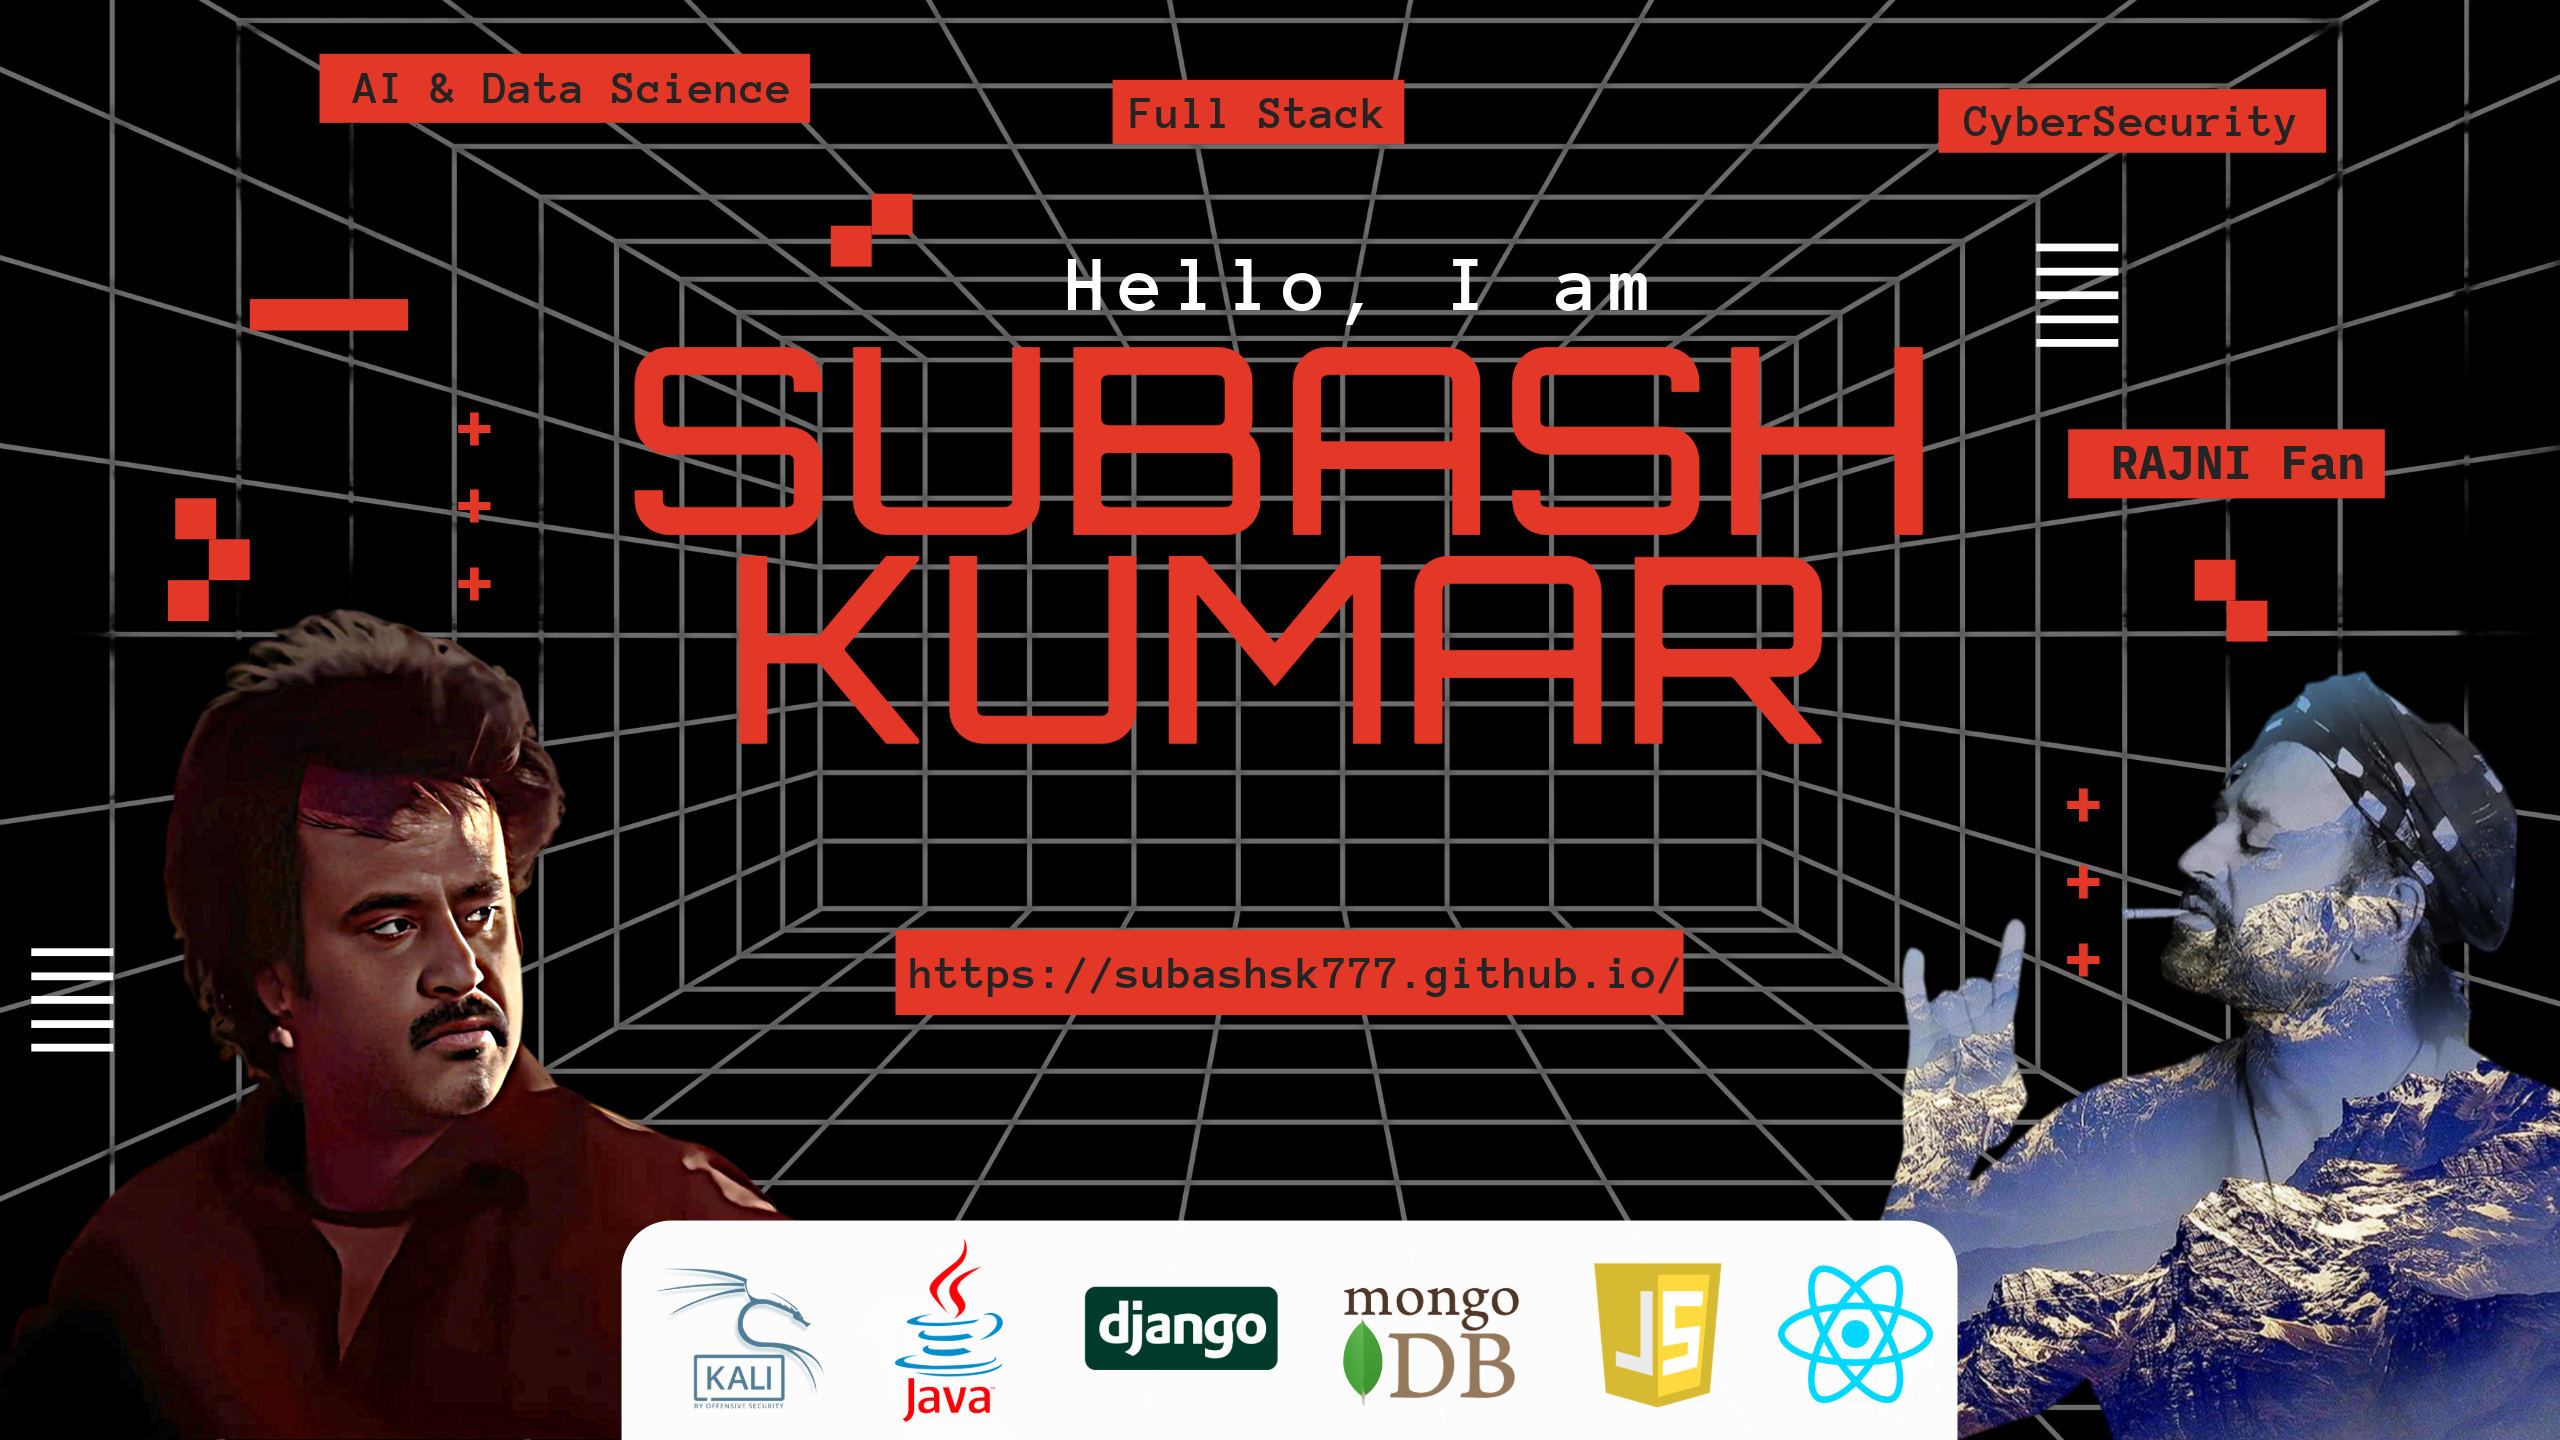 AI & Data Science
Full Stack
CyberSecurity
Hello, I am
SUBASH
KUMAR
RAJNI Fan
https://subashsk777.github.io/
KALI
BY OFFENSIVE SECURITY
Java
django
mongo
DB
JS